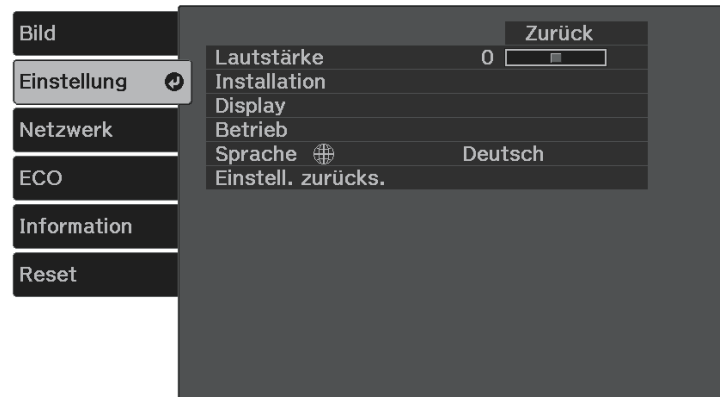 Bild
Einstellung
Netzwerk
ECO
Information
Reset
Zurück
Lautstärke 0
Installation
Display
Betrieb
Sprache Deutsch
Einstell. zurücks.